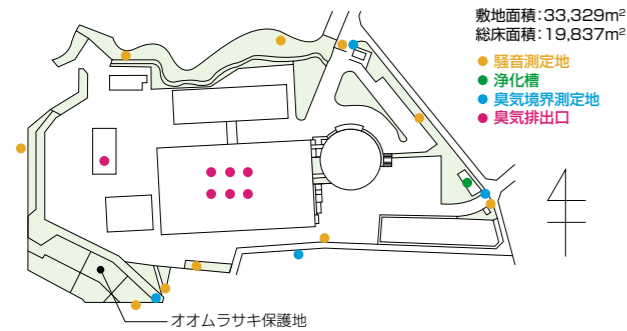 敷地面積:33,329m²
総床面積:19,837m²
騒音測定地
浄化槽
臭気境界測定地
臭気排出口
オオムラサキ保護地